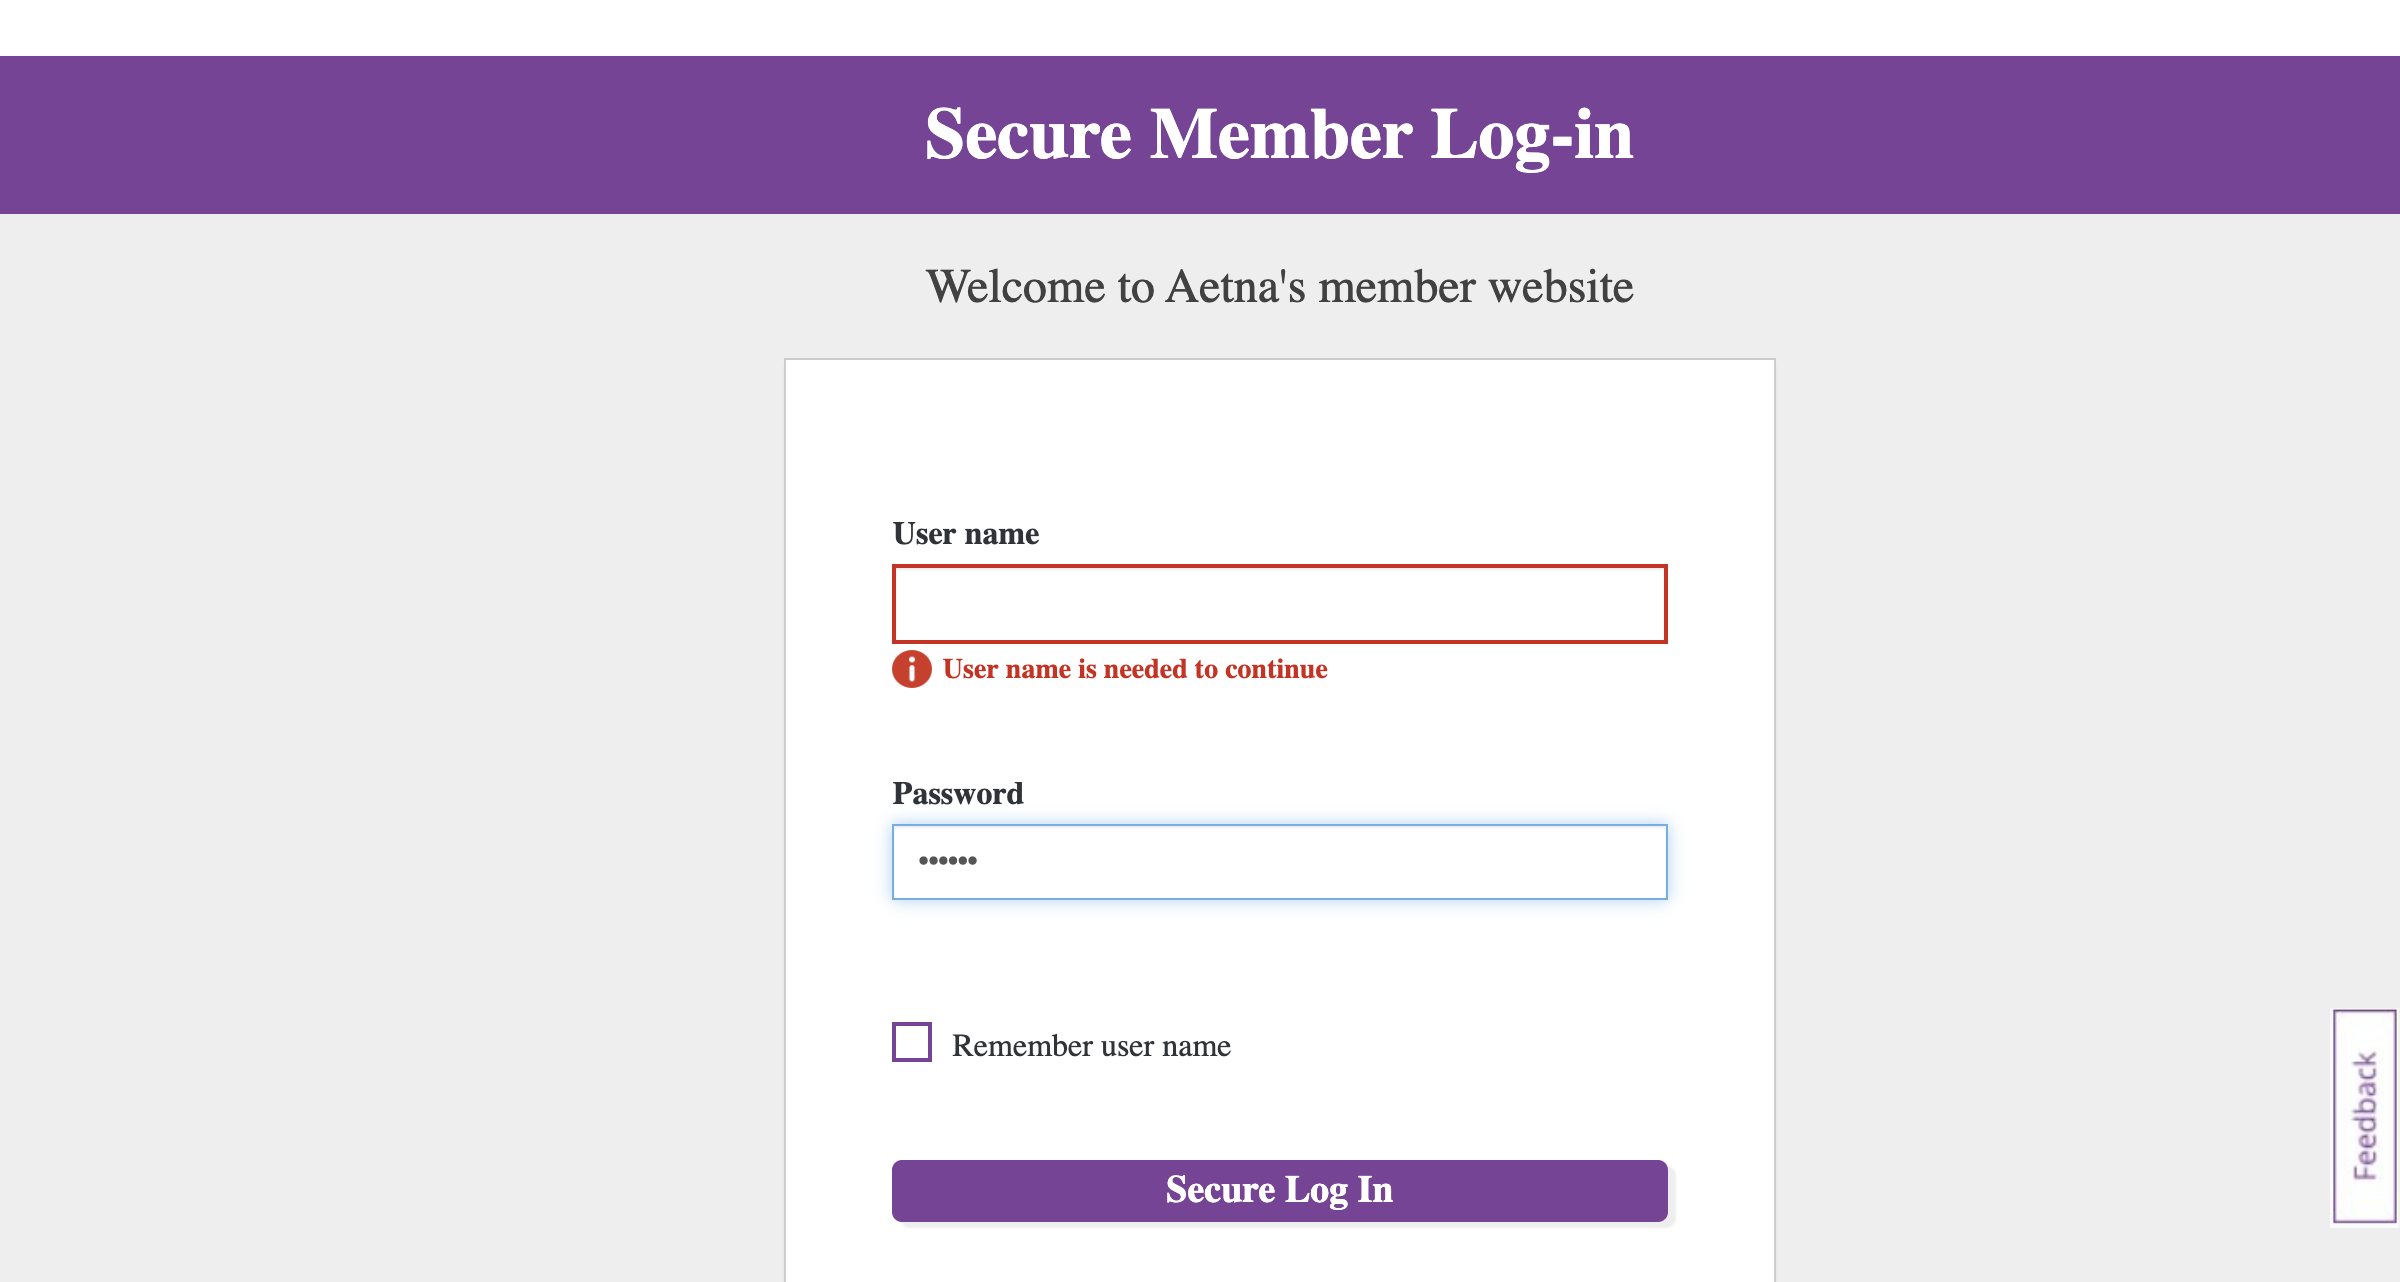 Secure Member Log-in
Welcome to Aetna's member website
User name
User name is needed to continue
Password
••••••
Remember user name
Secure Log In
Feedback